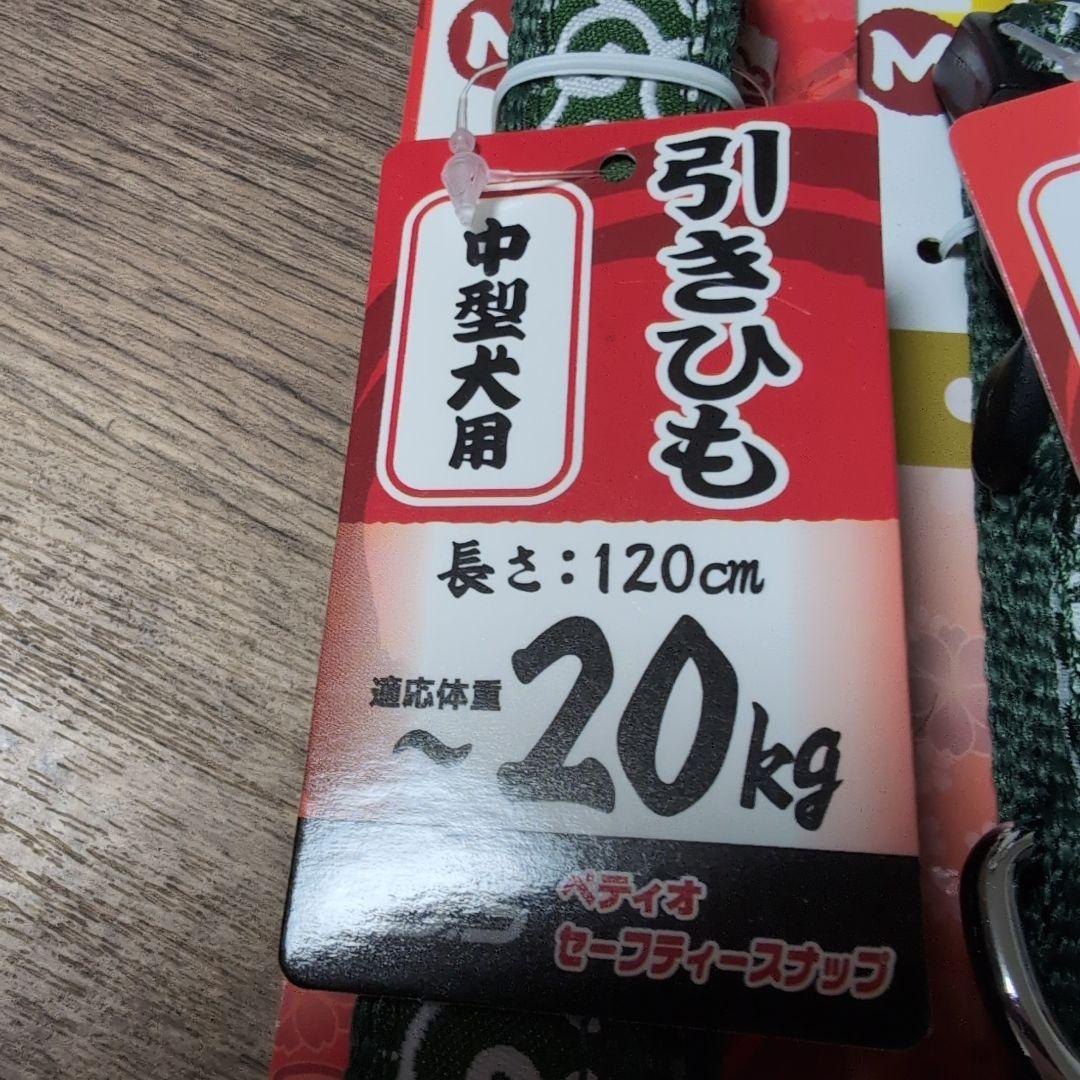 M
M
引きひも
中型犬用
長さ：120cm
適応体重
～20kg
ペティオ
セーフティースナップ